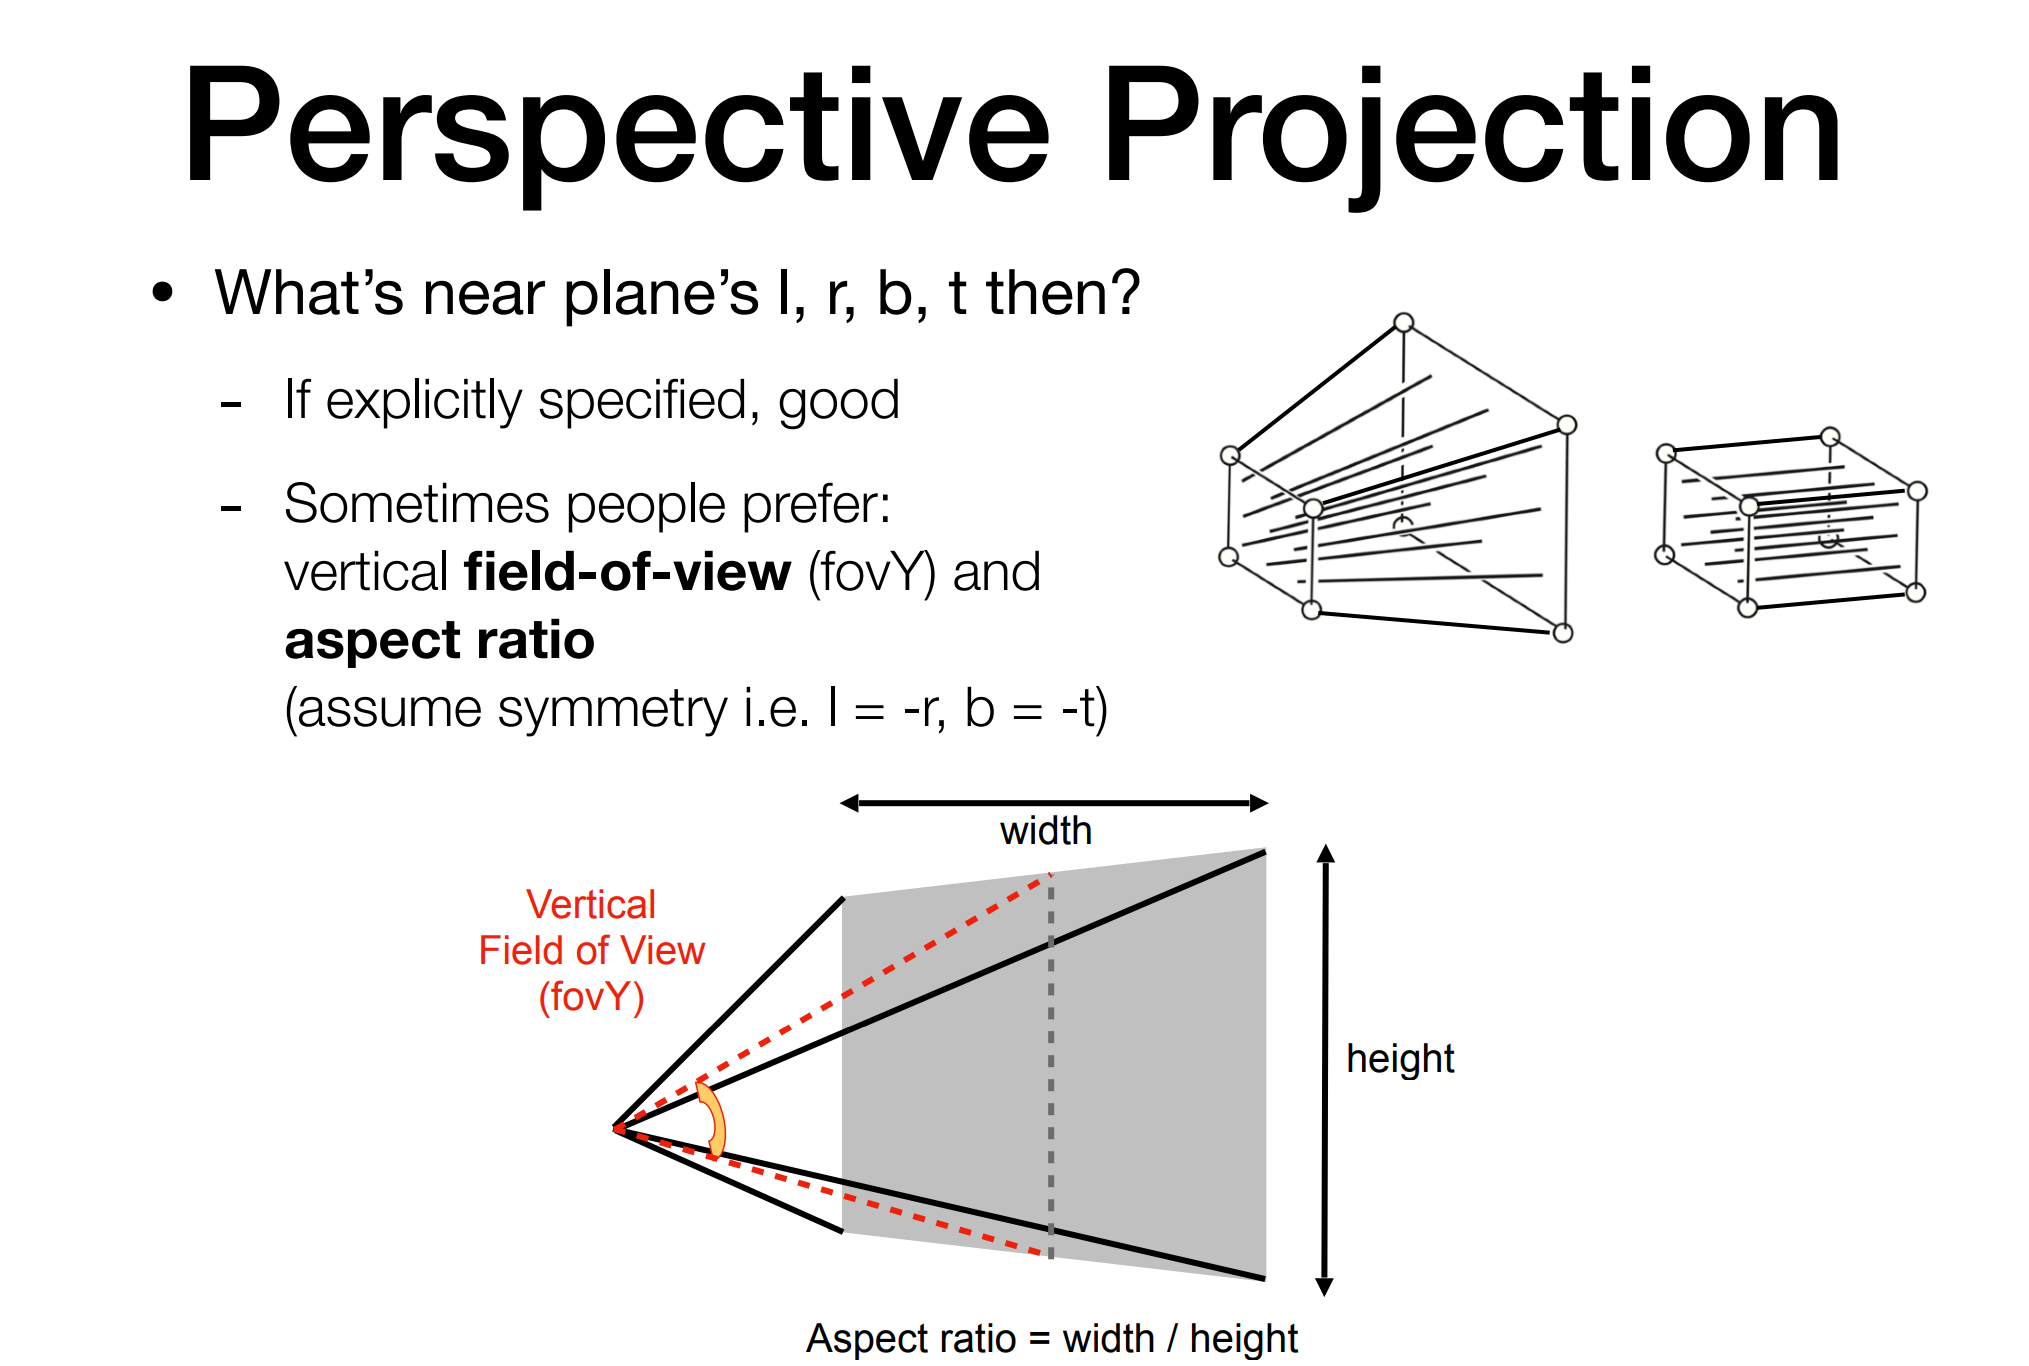 Perspective Projection
• What’s near plane’s l, r, b, t then?
- If explicitly specified, good
- Sometimes people prefer:
vertical field-of-view (fovY) and
aspect ratio
(assume symmetry i.e. l = -r, b = -t)
width
Vertical
Field of View
(fovY)
height
Aspect ratio = width / height